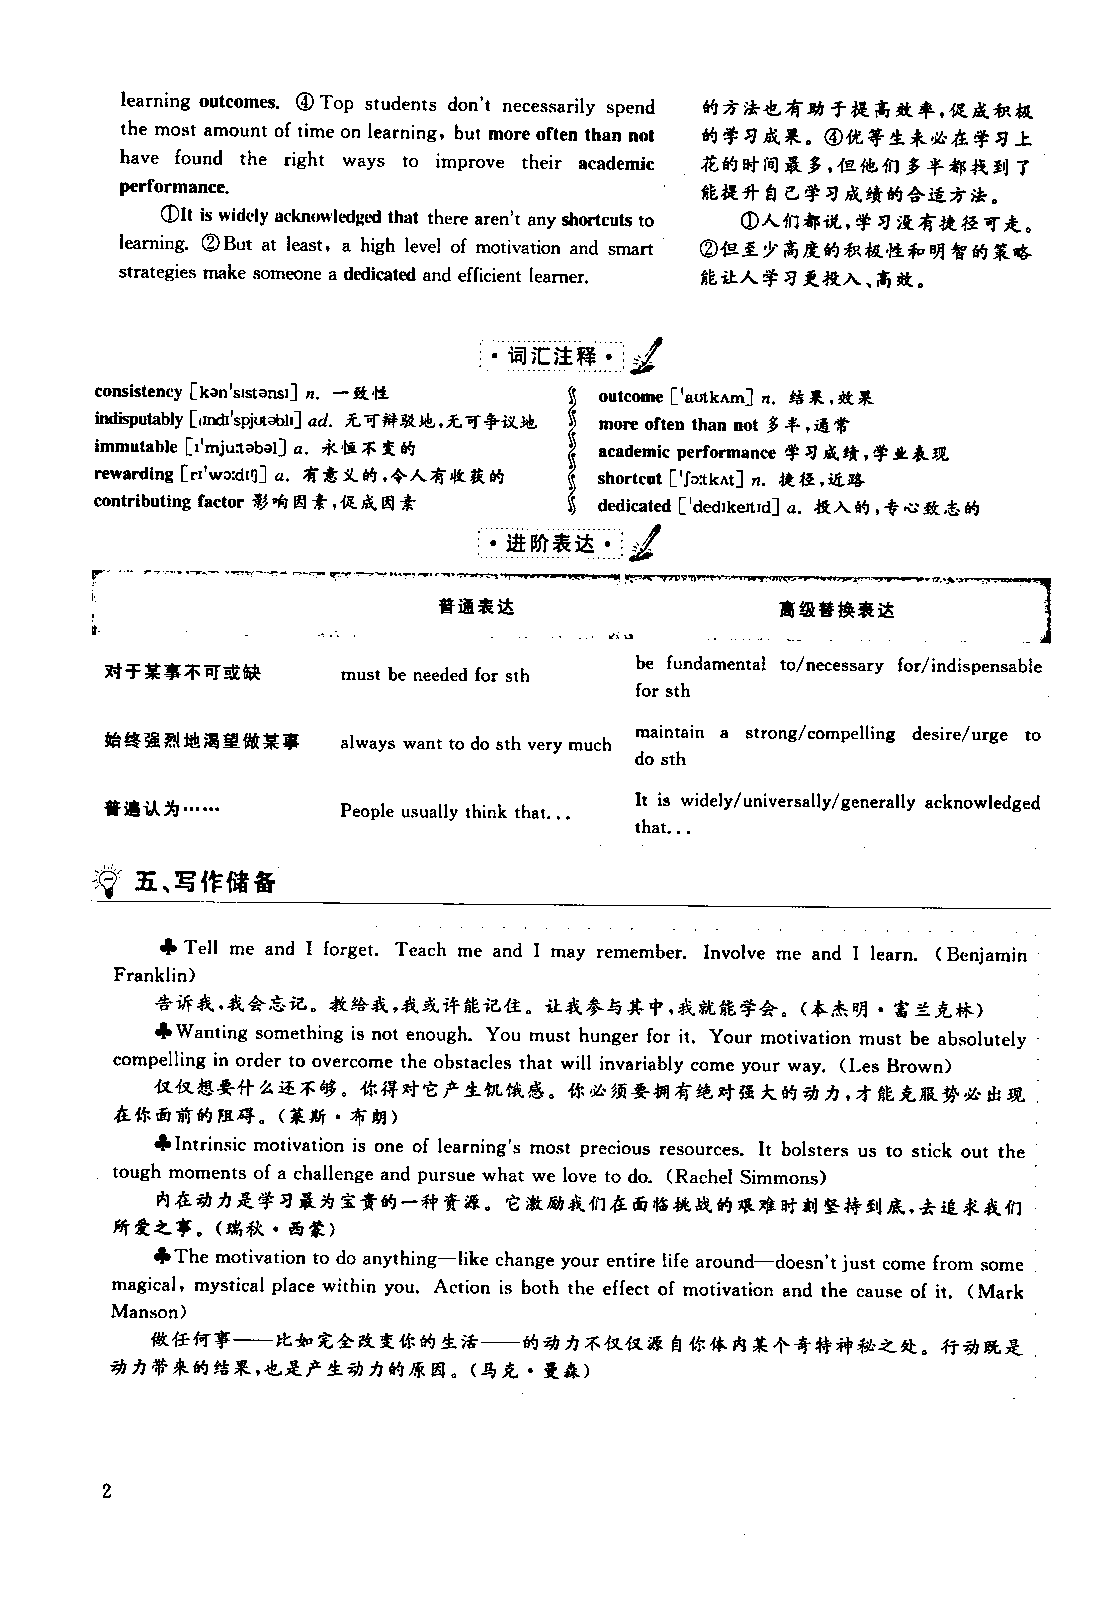 learning outcomes. ④Top students don't necessarily spend
the most amount of time on learning, but more often than not
have found the right ways to improve their academic
performance.
①It is widely acknowledged that there aren't any shortcuts to
learning. ②But at least, a high level of motivation and smart
strategies make someone a dedicated and efficient learner.
的方法也有助于提高效率,促成积极
的学习成果。④优等生未必在学习上
花的时间最多,但他们多半都找到了
能提升自己学习成绩的合适方法。
①人们都说,学习没有捷径可走。
②但至少高度的积极性和明智的策略
能让人学习更投入、高效。
·词汇注释·
consistency [kən'sɪstənsɪ] n. 一致性
indisputably [ˌɪndɪ'spjuːtəblɪ] ad. 无可辩驳地,无可争议地
immutable [ɪ'mjuːtəbəl] a. 永恒不变的
rewarding [rɪ'wɔːdɪŋ] a. 有意义的,令人有收获的
contributing factor 影响因素,促成因素
outcome ['aʊtkʌm] n. 结果,效果
more often than not 多半,通常
academic performance 学习成绩,学业表现
shortcut ['ʃɔːtkʌt] n. 捷径,近路
dedicated ['dedɪkeɪtɪd] a. 投入的,专心致志的
·进阶表达·
普通表达 高级替换表达
对于某事不可或缺 must be needed for sth be fundamental to/necessary for/indispensable
for sth
始终强烈地渴望做某事 always want to do sth very much maintain a strong/compelling desire/urge to
do sth
普遍认为…… People usually think that... It is widely/universally/generally acknowledged
that...
五、写作储备
♣Tell me and I forget. Teach me and I may remember. Involve me and I learn. (Benjamin
Franklin)
告诉我,我会忘记。教给我,我或许能记住。让我参与其中,我就能学会。(本杰明·富兰克林)
♣Wanting something is not enough. You must hunger for it. Your motivation must be absolutely
compelling in order to overcome the obstacles that will invariably come your way. (Les Brown)
仅仅想要什么还不够。你得对它产生饥饿感。你必须要拥有绝对强大的动力,才能克服势必出现
在你面前的阻碍。(莱斯·布朗)
♣Intrinsic motivation is one of learning's most precious resources. It bolsters us to stick out the
tough moments of a challenge and pursue what we love to do. (Rachel Simmons)
内在动力是学习最为宝贵的一种资源。它激励我们在面临挑战的艰难时刻坚持到底,去追求我们
所爱之事。(瑞秋·西蒙)
♣The motivation to do anything—like change your entire life around—doesn't just come from some
magical, mystical place within you. Action is both the effect of motivation and the cause of it. (Mark
Manson)
做任何事——比如完全改变你的生活——的动力不仅仅源自你体内某个奇特神秘之处。行动既是
动力带来的结果,也是产生动力的原因。(马克·曼森)
2